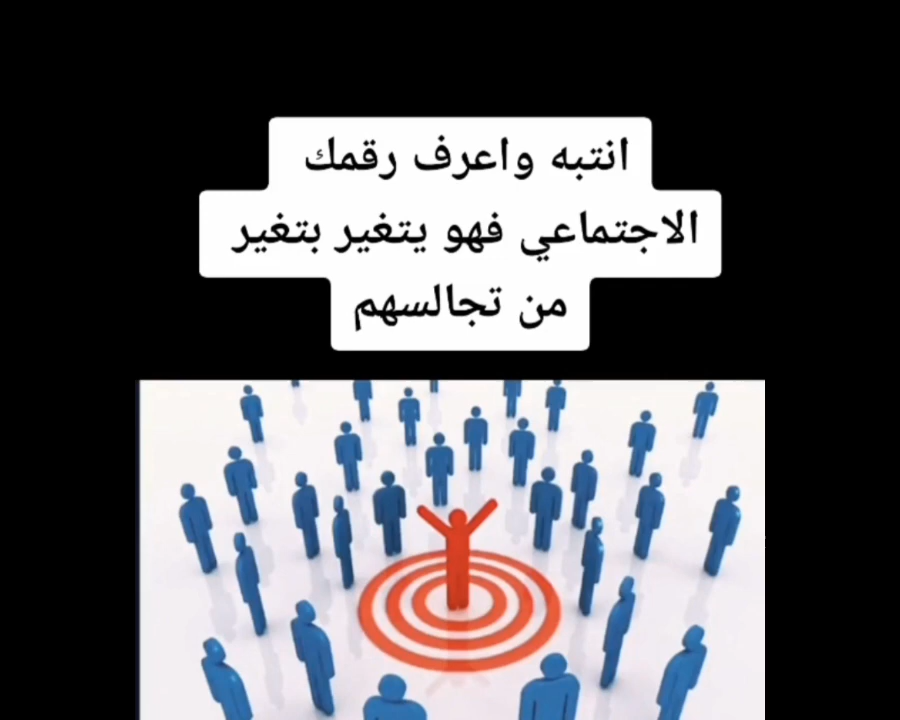 انتبه واعرف رقمك
الاجتماعي فهو يتغير بتغير
من تجالسهم